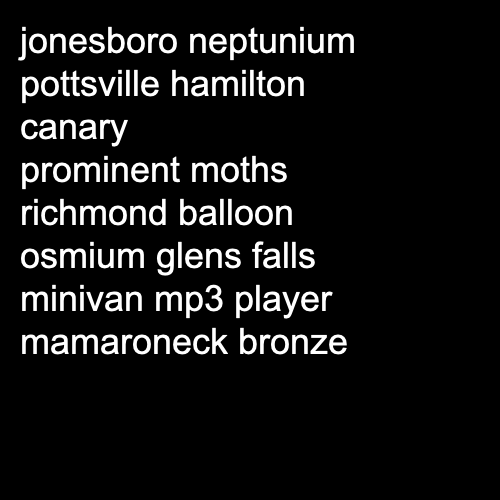 jonesboro neptunium
pottsville hamilton
canary
prominent moths
richmond balloon
osmium glens falls
minivan mp3 player
mamaroneck bronze